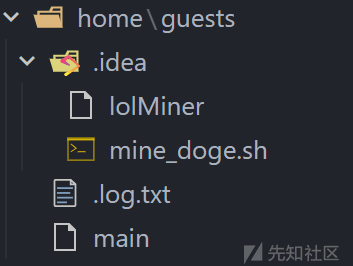 home\guests
.idea
lolMiner
mine_doge.sh
.log.txt
main
先知社区